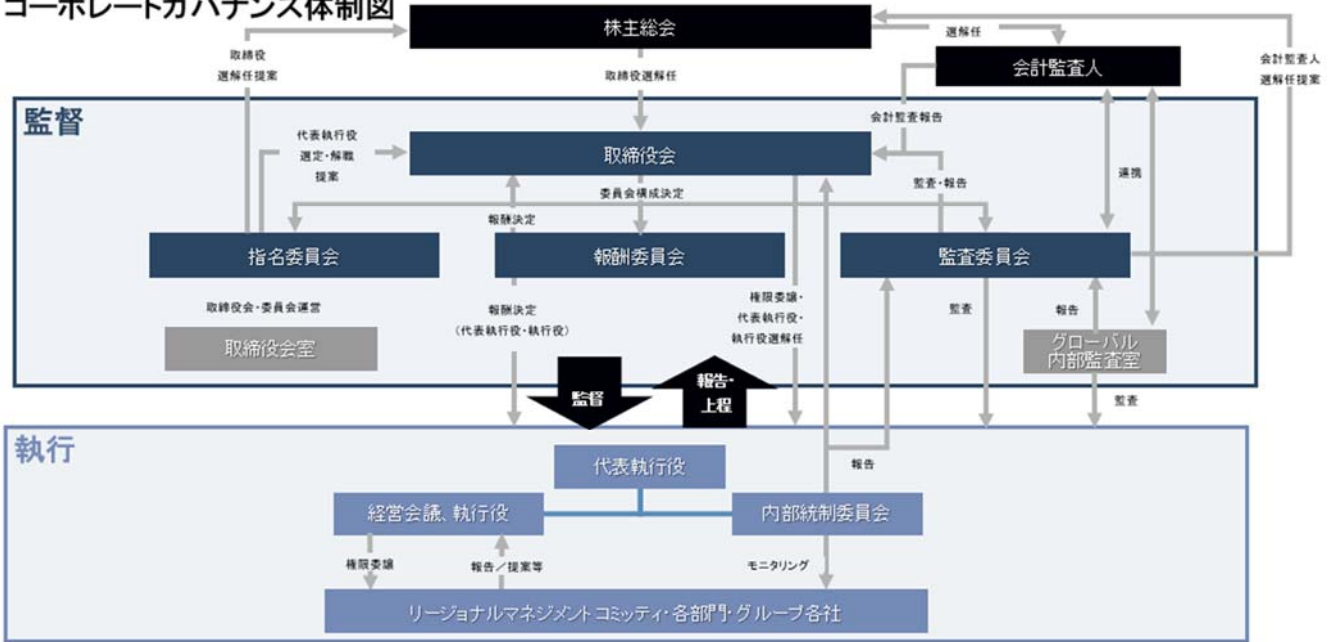 コーポレートガバナンス体制図
株主総会
選解任
取締役
選解任提案
取締役選解任
会計監査人
会計監査人
選解任提案
監督
会計監査報告
代表執行役
選定・解職
提案
取締役会
監査・報告
連携
委員会構成決定
報酬決定
指名委員会
報酬委員会
監査委員会
取締役会・委員会運営
報酬決定
(代表執行役・執行役)
権限委譲・
代表執行役・
執行役選解任
監査
報告
取締役会室
グローバル
内部監査室
監督
報告・
上程
監査
執行
代表執行役
報告
経営会議、執行役
内部統制委員会
権限委譲
報告／提案等
モニタリング
リージョナルマネジメントコミッティ・各部門・グループ各社